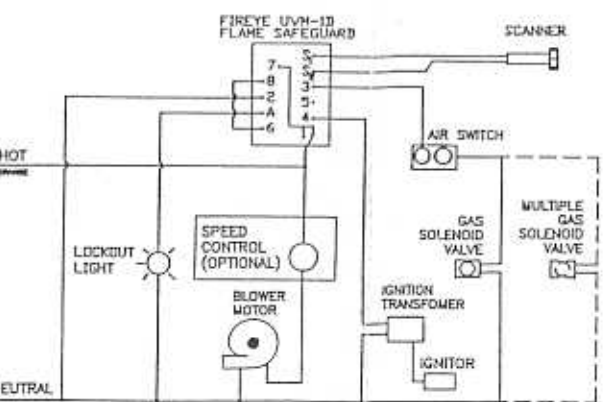 FIREYE UVM-1D
FLAME SAFEGUARD
SCANNER
7
8
2
A
6
S
S
3
5
4
1
AIR SWITCH
HOT
LOCKOUT
LIGHT
SPEED
CONTROL
(OPTIONAL)
BLOWER
MOTOR
GAS
SOLENOID
VALVE
MULTIPLE
GAS
SOLENOID
VALVE
IGNITION
TRANSFOMER
IGNITOR
EUTRAL